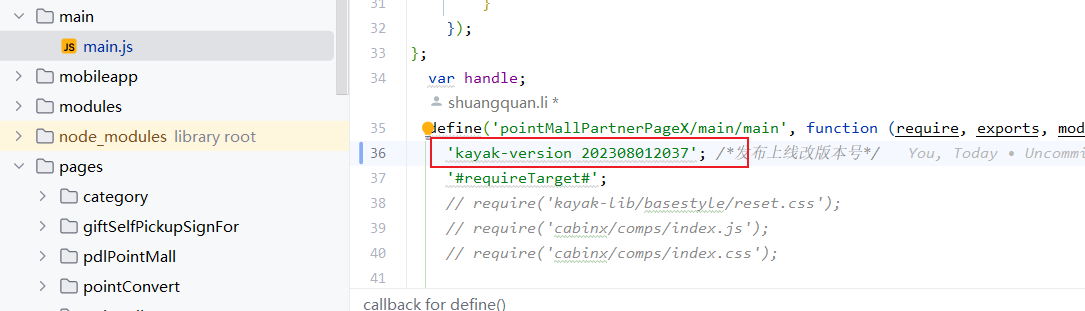 main
main.js
mobileapp
modules
node_modules library root
pages
category
giftSelfPickupSignFor
pdlPointMall
pointConvert
31 }
32 });
33 };
34 var handle;
shuangquan.li *
35 define('pointMallPartnerPageX/main/main', function (require, exports, mod
36 'kayak-version 202308012037'; /*发布上线改版本号*/ You, Today • Uncommi
37 '#requireTarget#';
38 // require('kayak-lib/basestyle/reset.css');
39 // require('cabinx/comps/index.js');
40 // require('cabinx/comps/index.css');
41
callback for define()